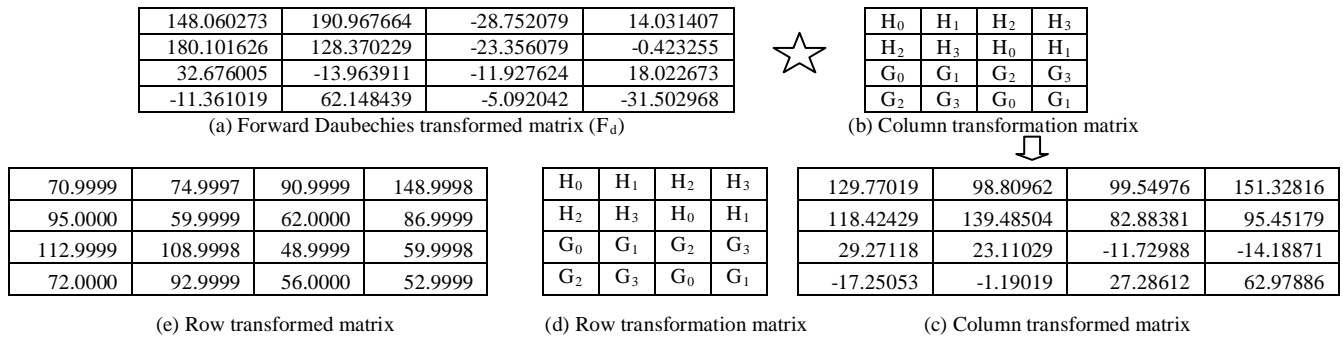 148.060273 190.967664 -28.752079 14.031407 H₀ H₁ H₂ H₃
180.101626 128.370229 -23.356079 -0.423255 H₂ H₃ H₀ H₁
32.676005 -13.963911 -11.927624 18.022673 G₀ G₁ G₂ G₃
-11.361019 62.148439 -5.092042 -31.502968 G₂ G₃ G₀ G₁
(a) Forward Daubechies transformed matrix (F_d) (b) Column transformation matrix
70.9999 74.9997 90.9999 148.9998 H₀ H₁ H₂ H₃ 129.77019 98.80962 99.54976 151.32816
95.0000 59.9999 62.0000 86.9999 H₂ H₃ H₀ H₁ 118.42429 139.48504 82.88381 95.45179
112.9999 108.9998 48.9999 59.9998 G₀ G₁ G₂ G₃ 29.27118 23.11029 -11.72988 -14.18871
72.0000 92.9999 56.0000 52.9999 G₂ G₃ G₀ G₁ -17.25053 -1.19019 27.28612 62.97886
(e) Row transformed matrix (d) Row transformation matrix (c) Column transformed matrix